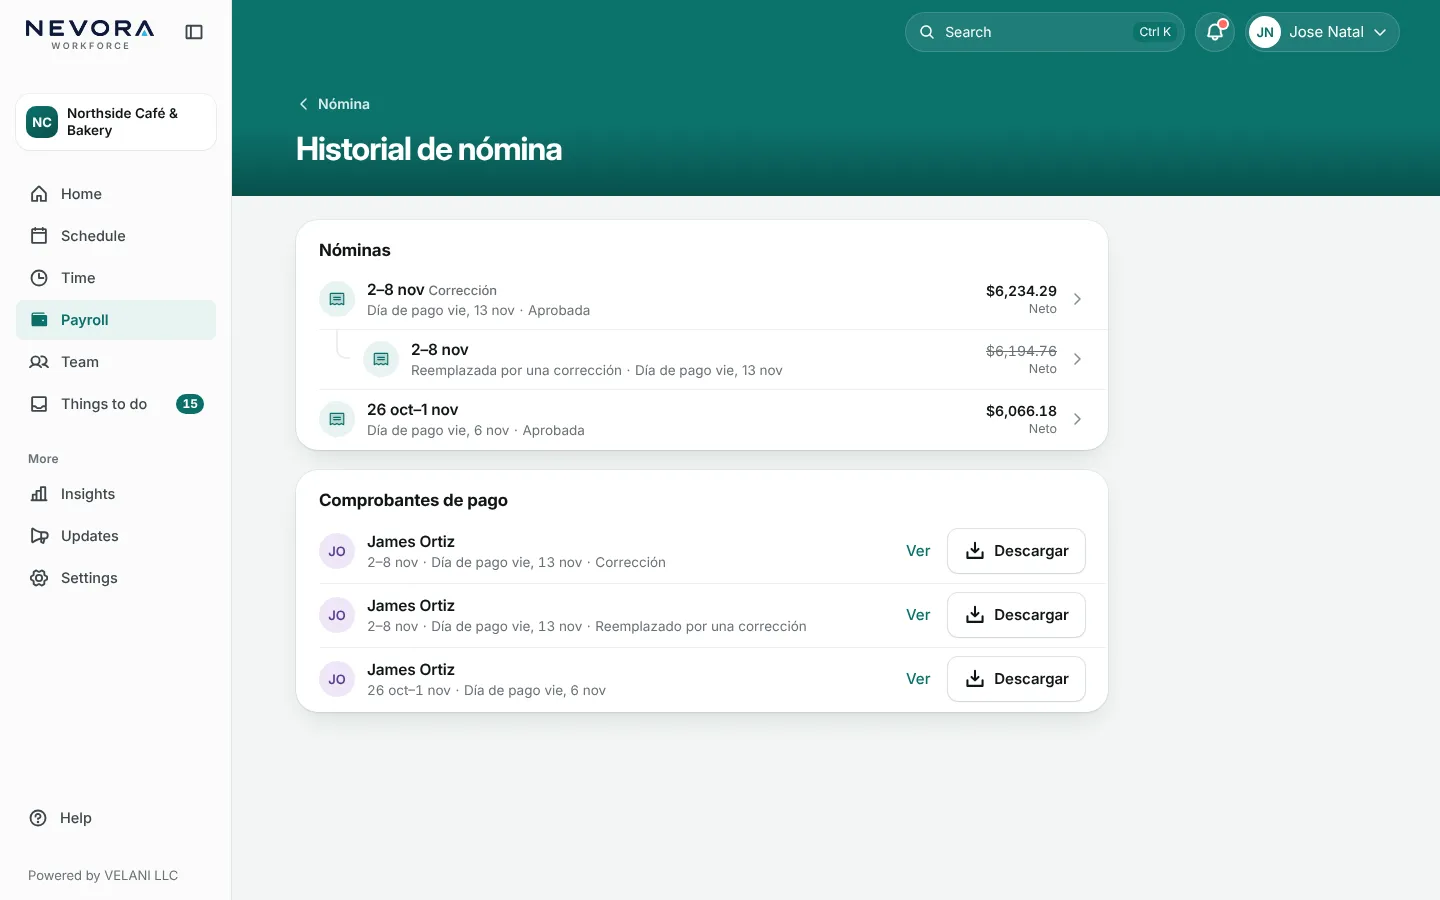 NEVORA
WORKFORCE
Search
Ctrl K
JN
Jose Natal
NC
Northside Café &
Bakery
Home
Schedule
Time
Payroll
Team
Things to do
15
More
Insights
Updates
Settings
Help
Powered by VELANI LLC
Nómina
Historial de nómina
Nóminas
2–8 nov Corrección
Día de pago vie, 13 nov · Aprobada
$6,234.29
Neto
2–8 nov
Reemplazada por una corrección · Día de pago vie, 13 nov
$6,194.76
Neto
26 oct–1 nov
Día de pago vie, 6 nov · Aprobada
$6,066.18
Neto
Comprobantes de pago
JO
James Ortiz
2–8 nov · Día de pago vie, 13 nov · Corrección
Ver
Descargar
JO
James Ortiz
2–8 nov · Día de pago vie, 13 nov · Reemplazado por una corrección
Ver
Descargar
JO
James Ortiz
26 oct–1 nov · Día de pago vie, 6 nov
Ver
Descargar